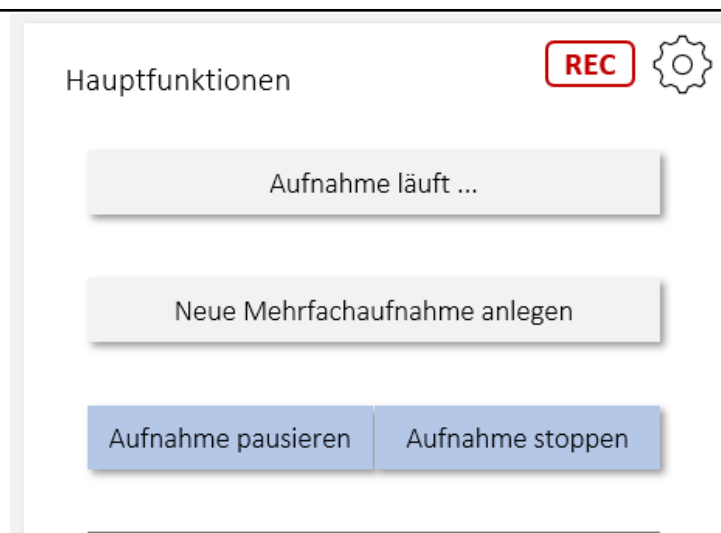 Hauptfunktionen
REC
Aufnahme läuft ...
Neue Mehrfachaufnahme anlegen
Aufnahme pausieren
Aufnahme stoppen